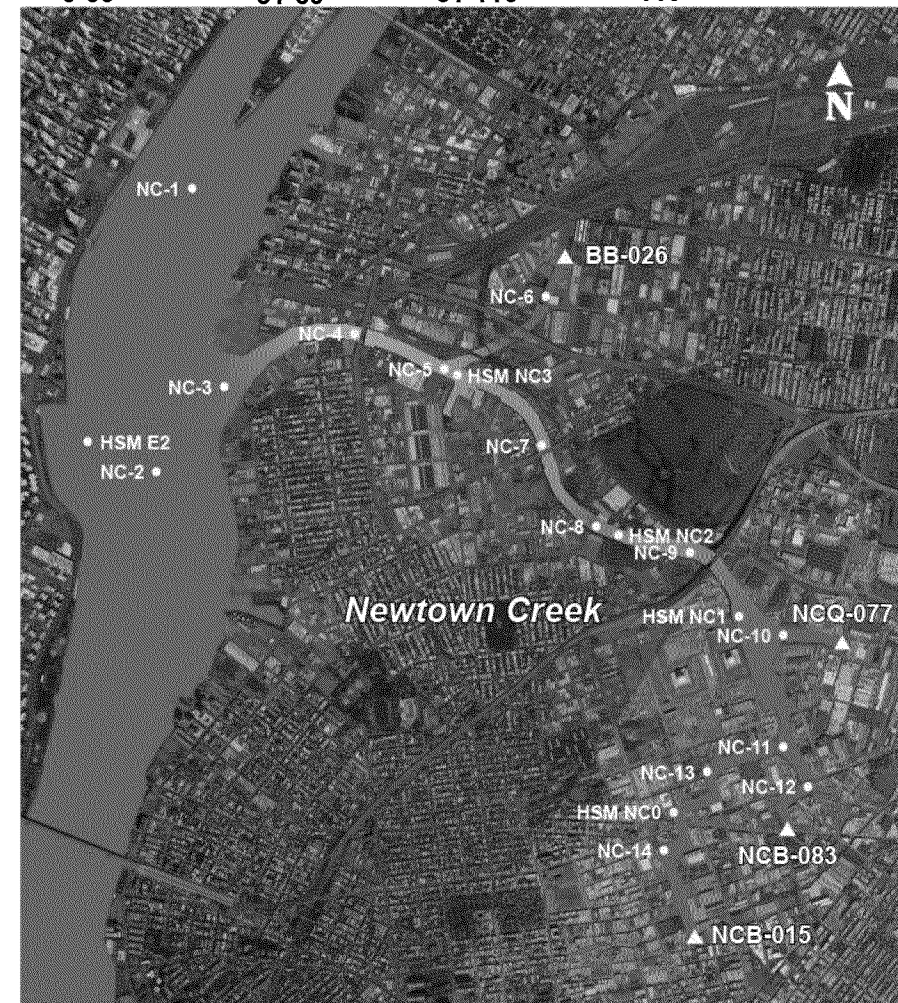 N
NC-1
BB-026
NC-6
NC-4
NC-5
HSM NC3
NC-3
HSM E2
NC-7
NC-2
NC-8
HSM NC2
NC-9
Newtown Creek
HSM NC1
NCQ-077
NC-10
NC-11
NC-13
NC-12
HSM NC0
NC-14
NCB-083
NCB-015